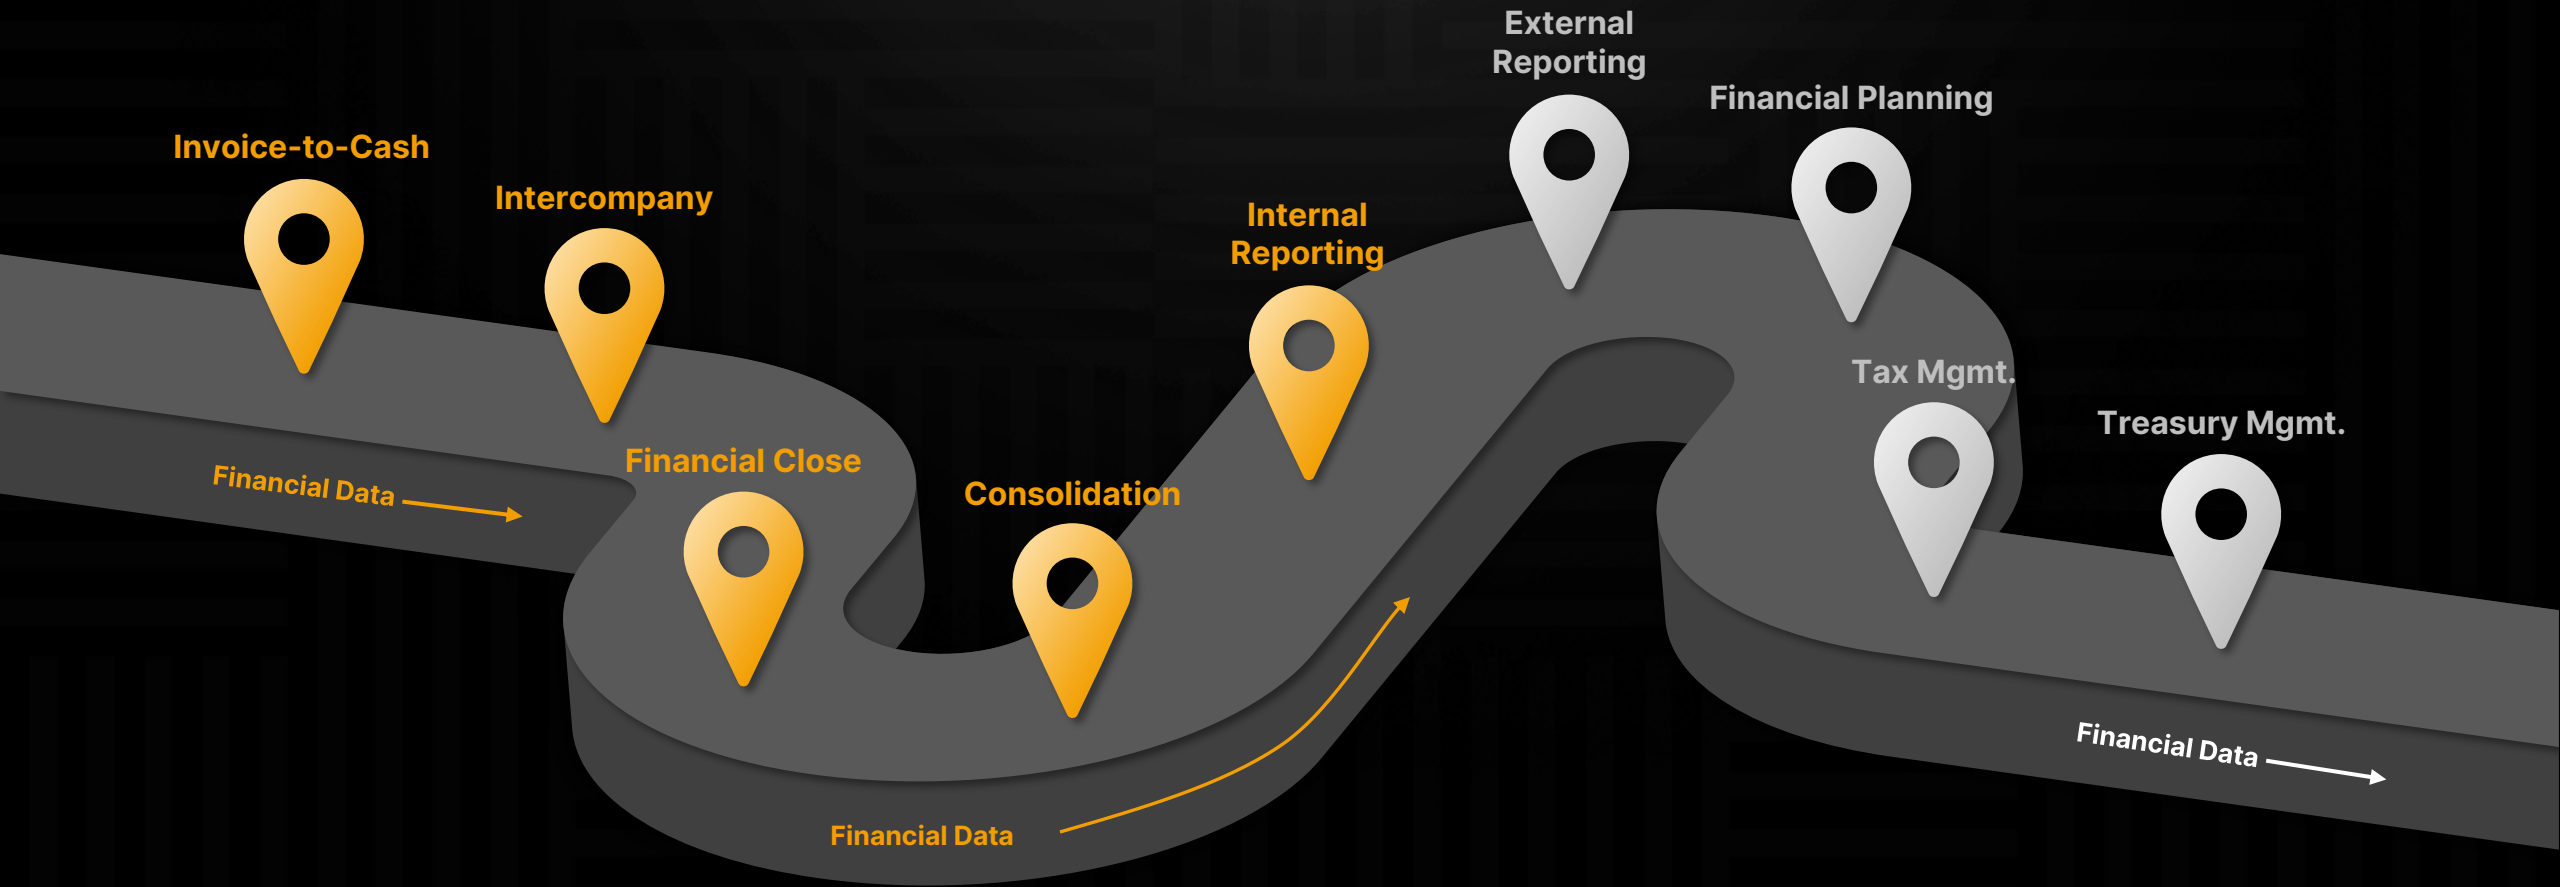 Invoice-to-Cash
Intercompany
Financial Close
Consolidation
Internal
Reporting
External
Reporting
Financial Planning
Tax Mgmt.
Treasury Mgmt.
Financial Data
Financial Data
Financial Data